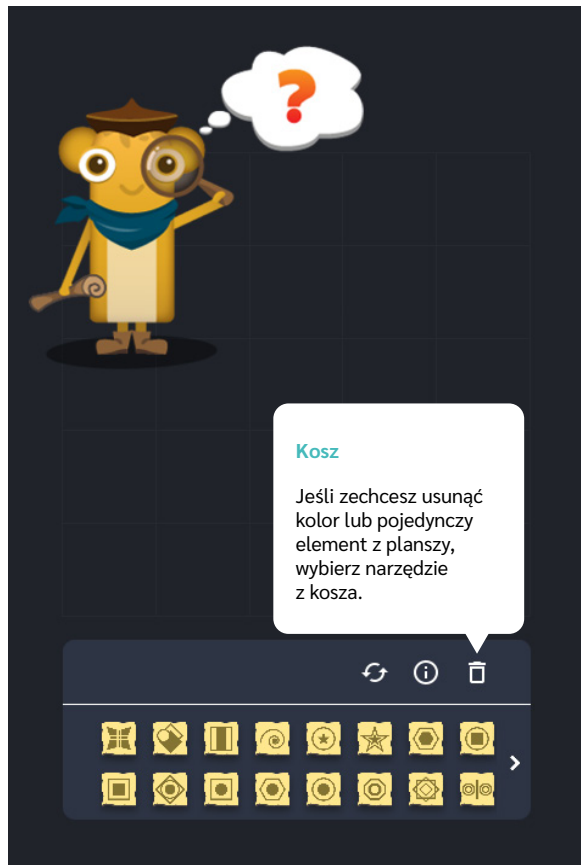 ?
Kosz
Jeśli zechcesz usunąć
kolor lub pojedynczy
element z planszy,
wybierz narzędzie
z kosza.